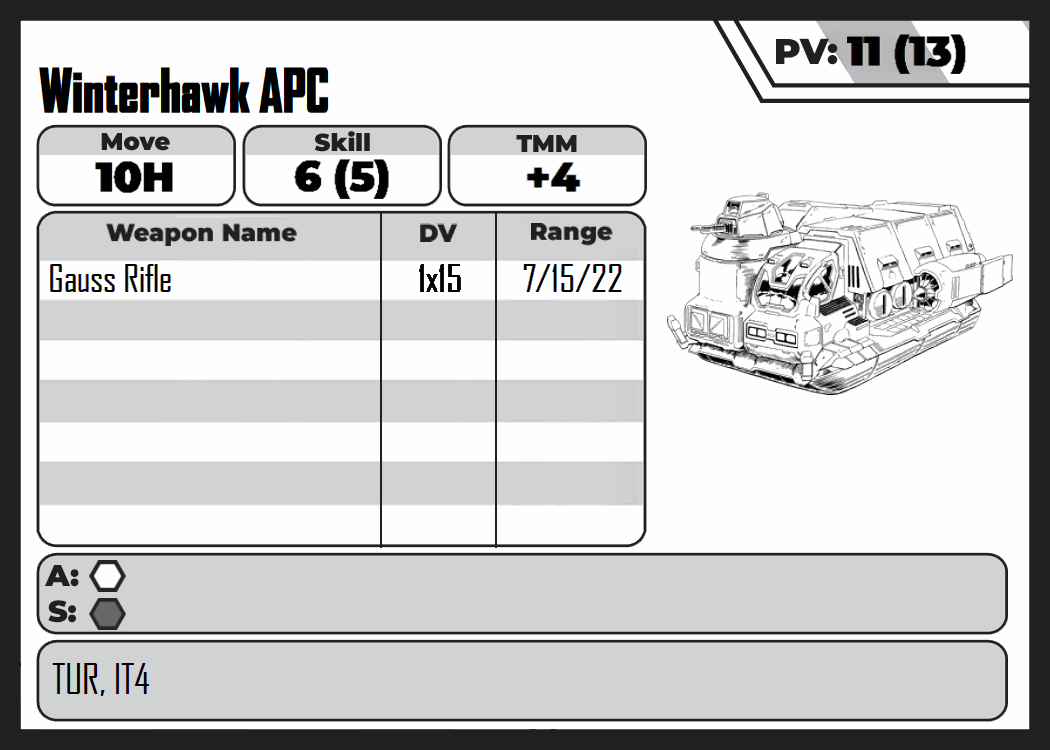 PV: 11 (13)
Winterhawk APC
Move Skill TMM
10H 6 (5) +4
Weapon Name DV Range
Gauss Rifle 1x15 7/15/22
A:
S:
TUR, IT4